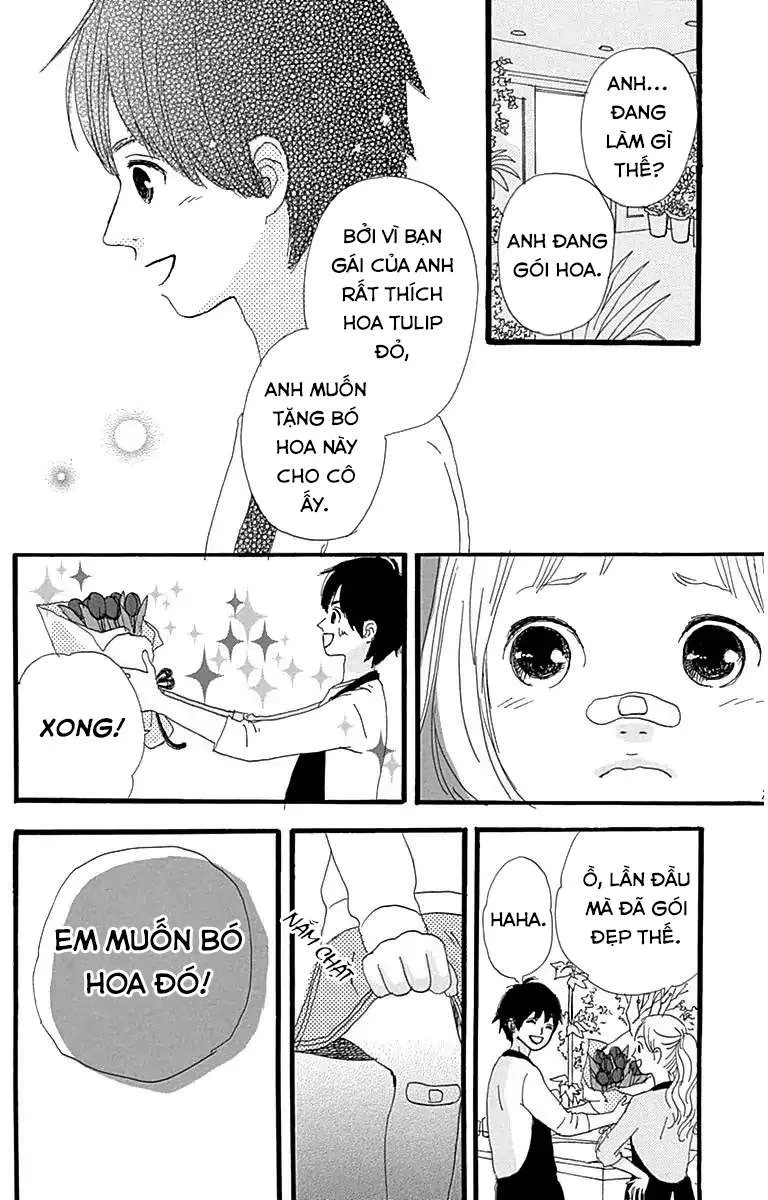 ANH...
ĐANG
LÀM GÌ
THẾ?
ANH ĐANG
GÓI HOA.
BỞI VÌ BẠN
GÁI CỦA ANH
RẤT THÍCH
HOA TULIP
ĐỎ,
ANH MUỐN
TẶNG BÓ
HOA NÀY
CHO CÔ
ẤY.
XONG!
Ồ, LẦN ĐẦU
MÀ ĐÃ GÓI
ĐẸP THẾ.
HAHA.
NẮM CHẶT
EM MUỐN BÓ
HOA ĐÓ!